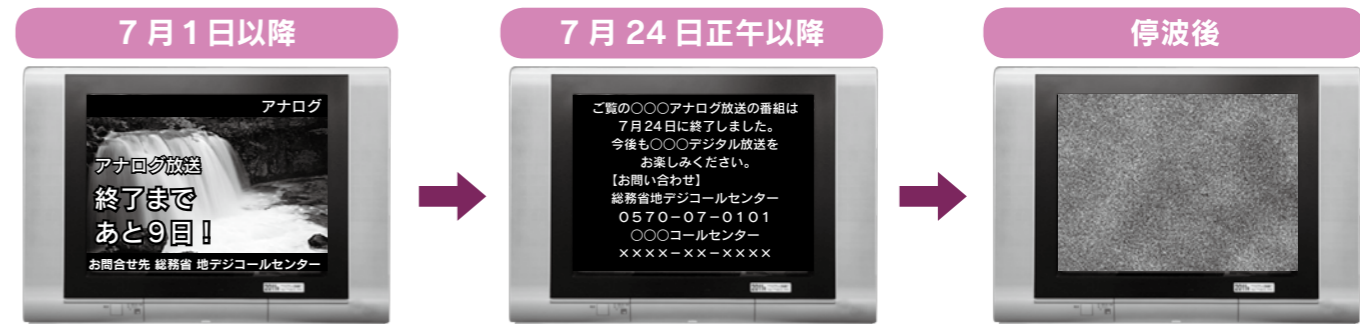 7月1日以降
アナログ
アナログ放送
終了まで
あと9日！
お問合せ先 総務省 地デジコールセンター
7月24日正午以降
ご覧の○○○アナログ放送の番組は
7月24日に終了しました。
今後も○○○デジタル放送を
お楽しみください。
【お問い合わせ】
総務省地デジコールセンター
０５７０－０７－０１０１
○○○コールセンター
××××－××－××××
停波後